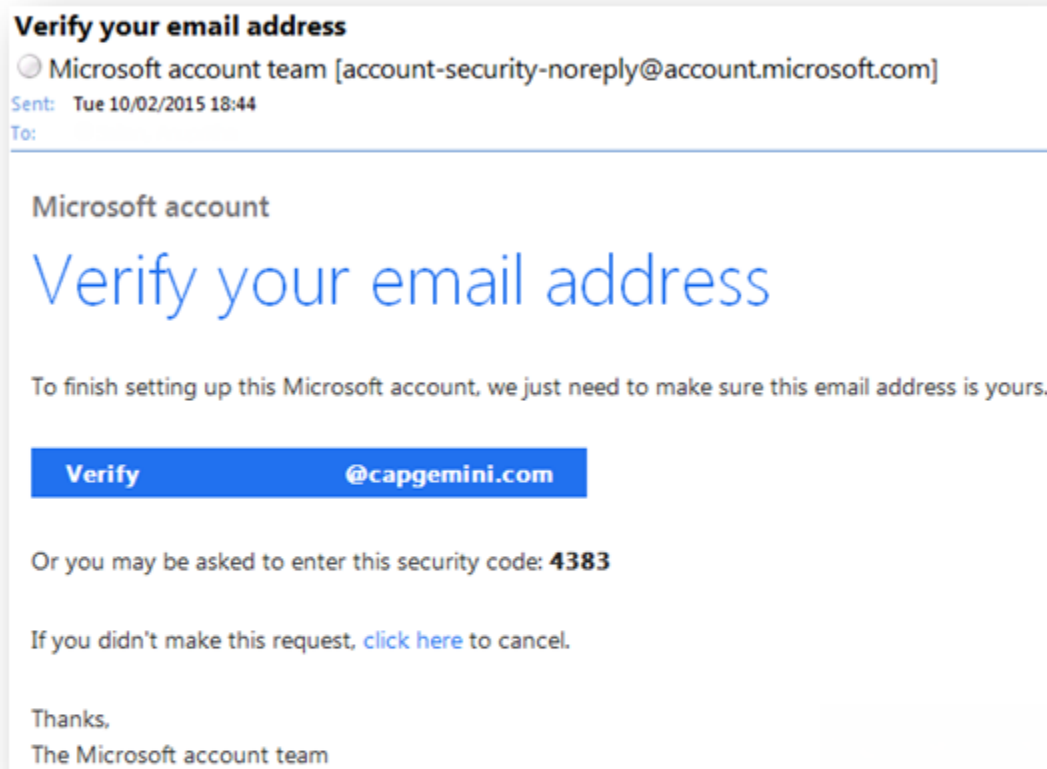 Verify your email address
Microsoft account team [account-security-noreply@account.microsoft.com]
Sent: Tue 10/02/2015 18:44
To:
Microsoft account
Verify your email address
To finish setting up this Microsoft account, we just need to make sure this email address is yours.
Verify @capgemini.com
Or you may be asked to enter this security code: 4383
If you didn't make this request, click here to cancel.
Thanks,
The Microsoft account team